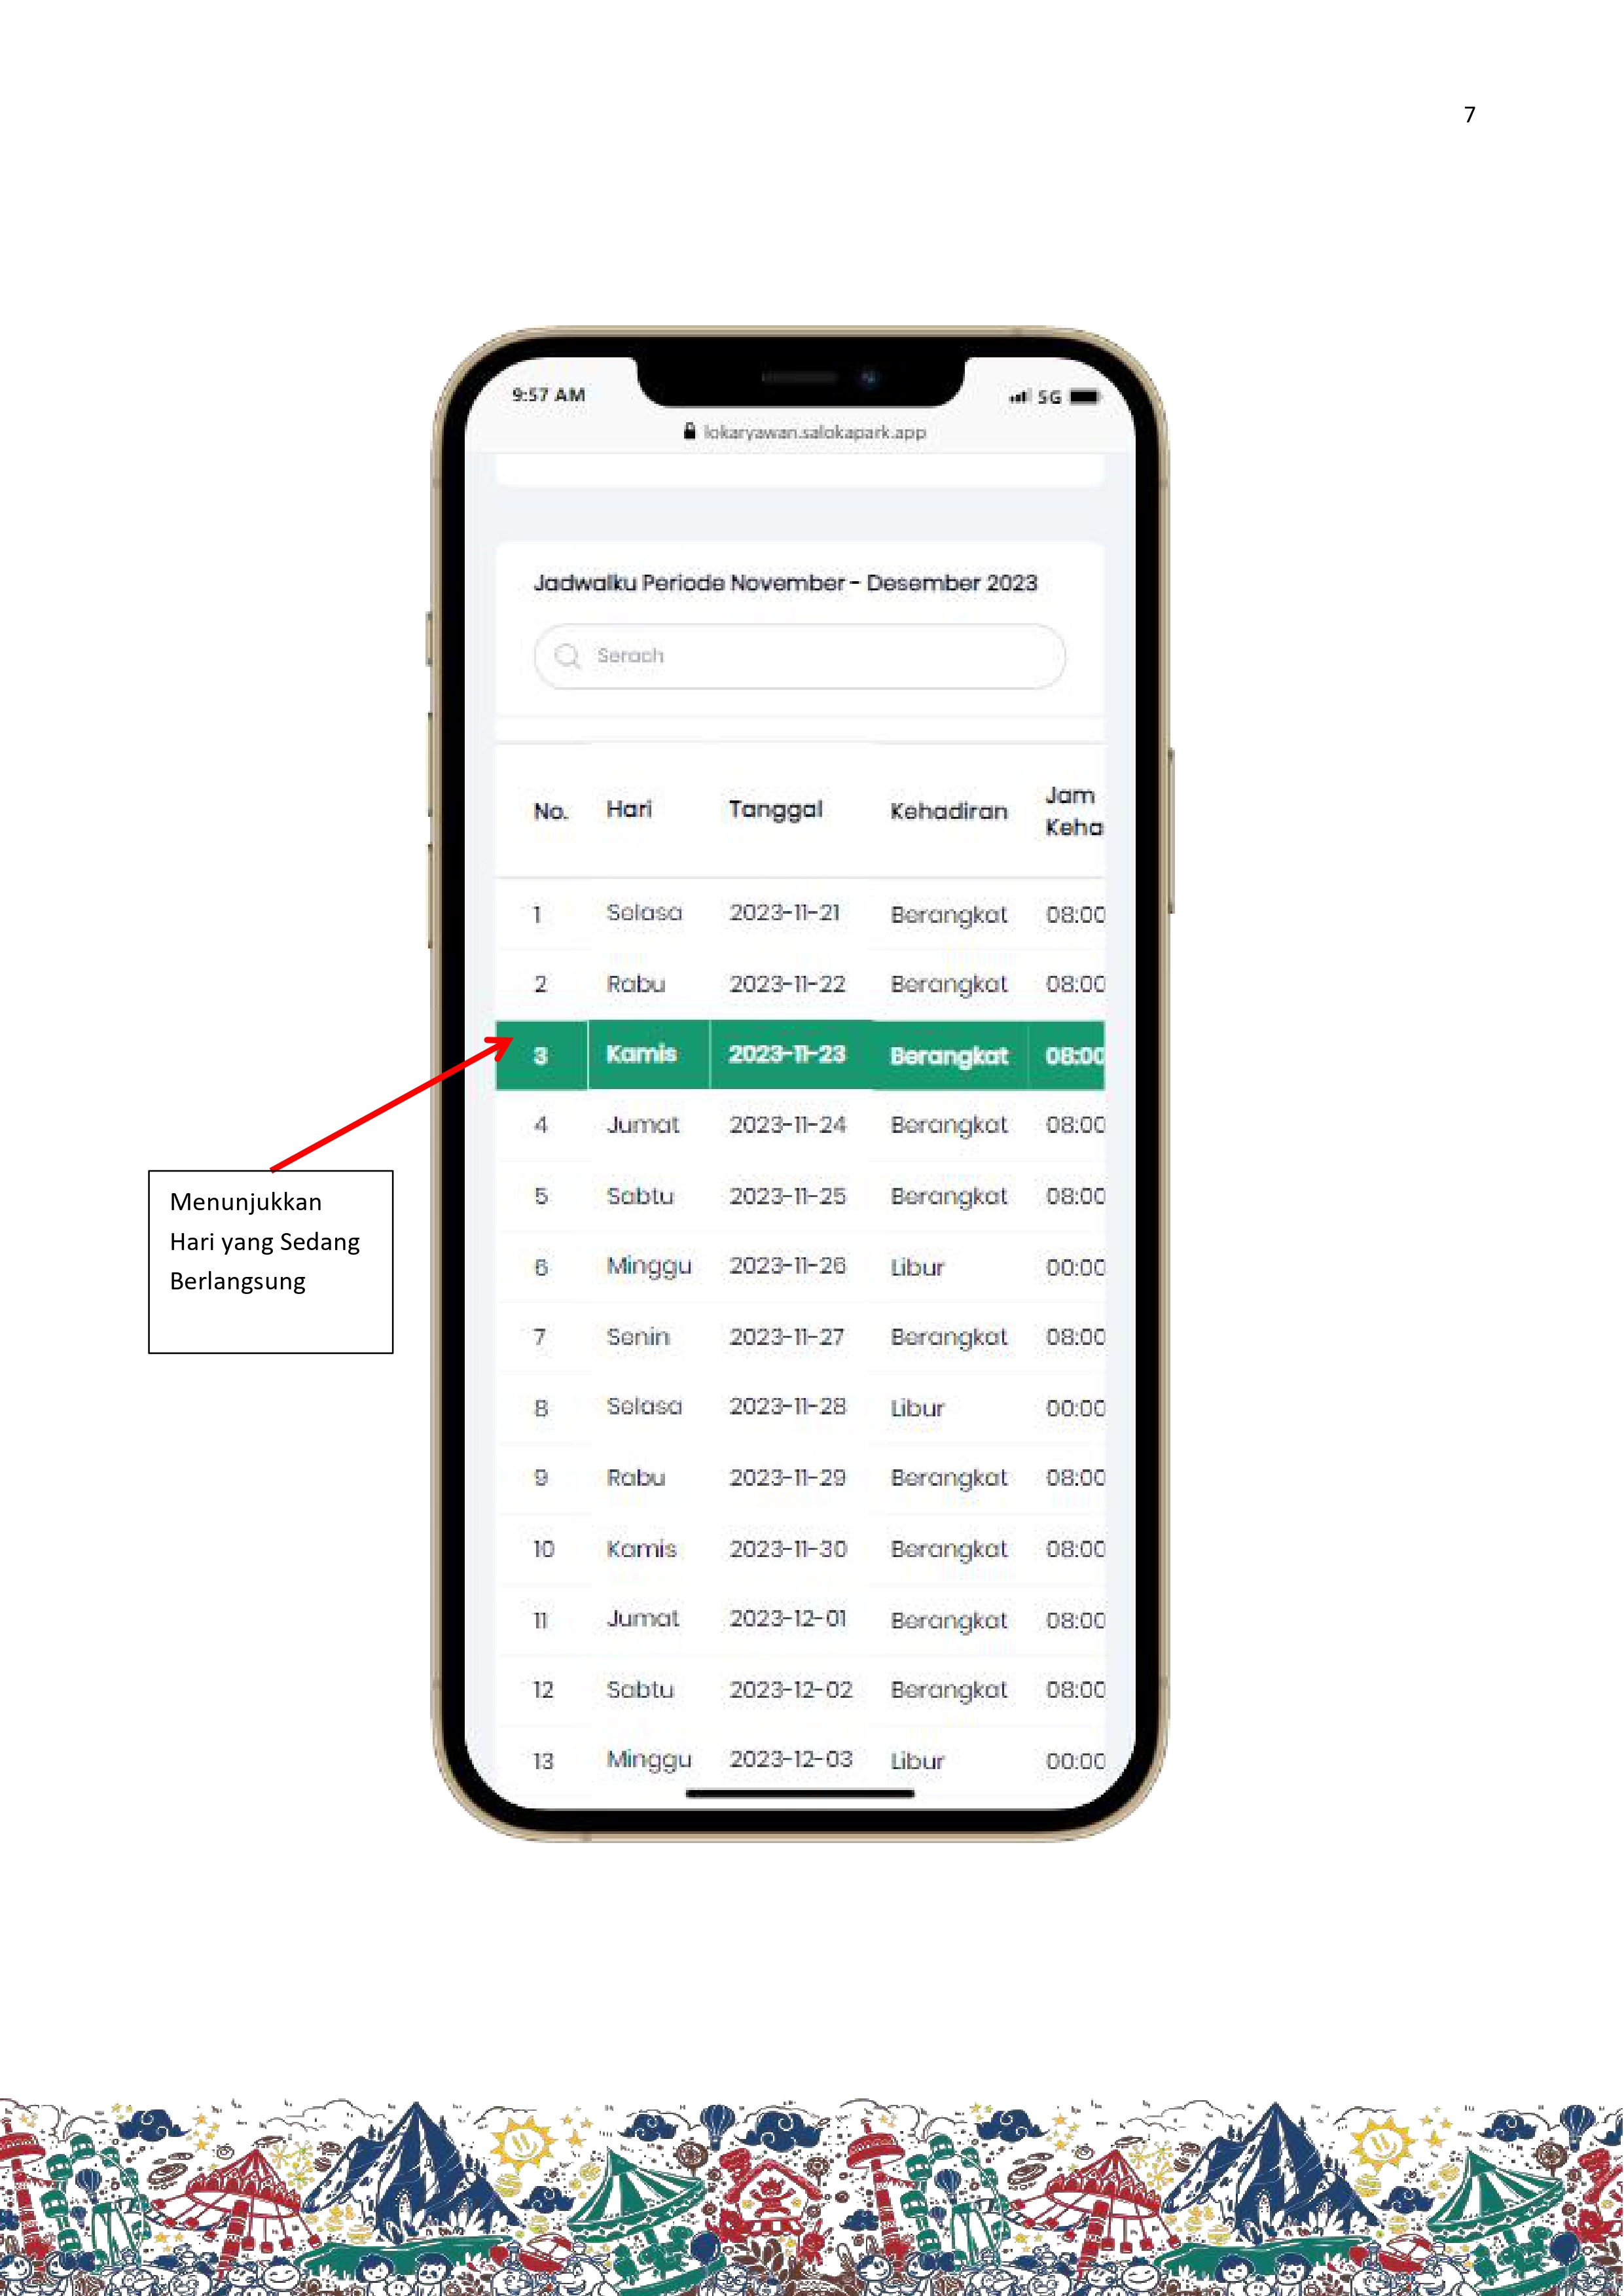 7
9:57 AM
5G
lokaryawan.salokapark.app
Jadwalku Periode November - Desember 2023
Serach
No. Hari Tanggal Kehadiran Jam Keha
1 Selasa 2023-11-21 Berangkat 08:00
2 Rabu 2023-11-22 Berangkat 08:00
3 Kamis 2023-11-23 Berangkat 08:00
4 Jumat 2023-11-24 Berangkat 08:00
5 Sabtu 2023-11-25 Berangkat 08:00
6 Minggu 2023-11-26 Libur 00:00
7 Senin 2023-11-27 Berangkat 08:00
8 Selasa 2023-11-28 Libur 00:00
9 Rabu 2023-11-29 Berangkat 08:00
10 Kamis 2023-11-30 Berangkat 08:00
11 Jumat 2023-12-01 Berangkat 08:00
12 Sabtu 2023-12-02 Berangkat 08:00
13 Minggu 2023-12-03 Libur 00:00
Menunjukkan
Hari yang Sedang
Berlangsung